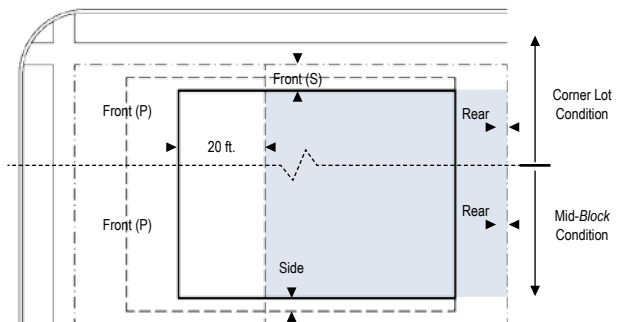 Front (S)
Front (P)
Rear
Corner Lot
Condition
20 ft.
Front (P)
Rear
Mid-Block
Condition
Side